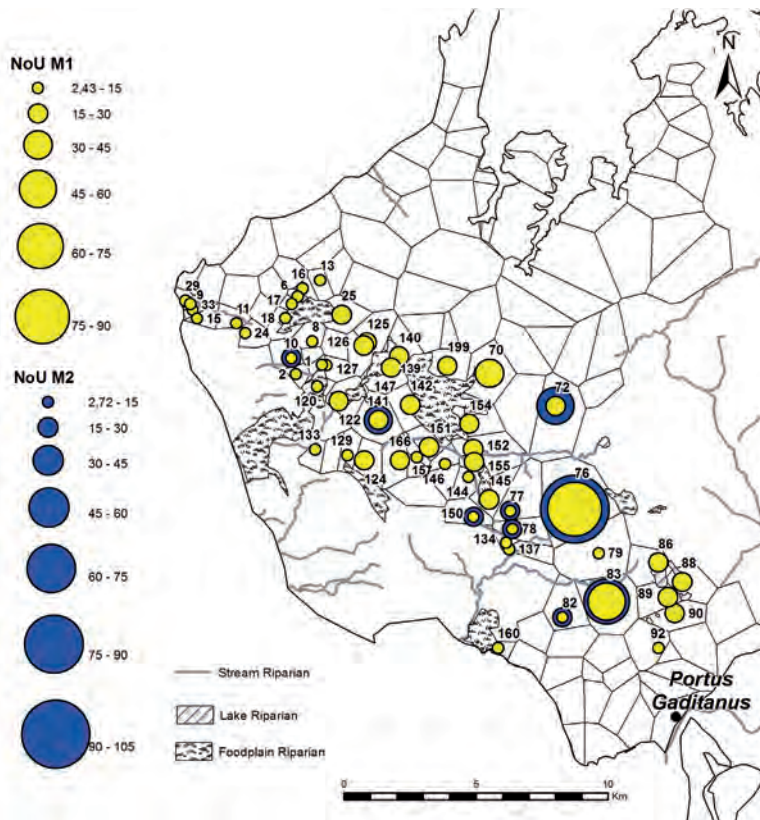 NoU M1
2,43 - 15
15 - 30
30 - 45
45 - 60
60 - 75
75 - 90
NoU M2
2,72 - 15
15 - 30
30 - 45
45 - 60
60 - 75
75 - 90
90 - 105
N
13
16
6
29
9
17
33
15
11
18
25
24
8
125
126
140
10
1
127
139
199
70
2
147
142
72
120
141
154
122
151
133
129
166
152
124
157
155
146
145
76
144
77
150
78
134
137
79
86
88
83
89
90
82
92
160
Portus
Gaditanus
Stream Riparian
Lake Riparian
Foodplain Riparian
0 5 10
Km